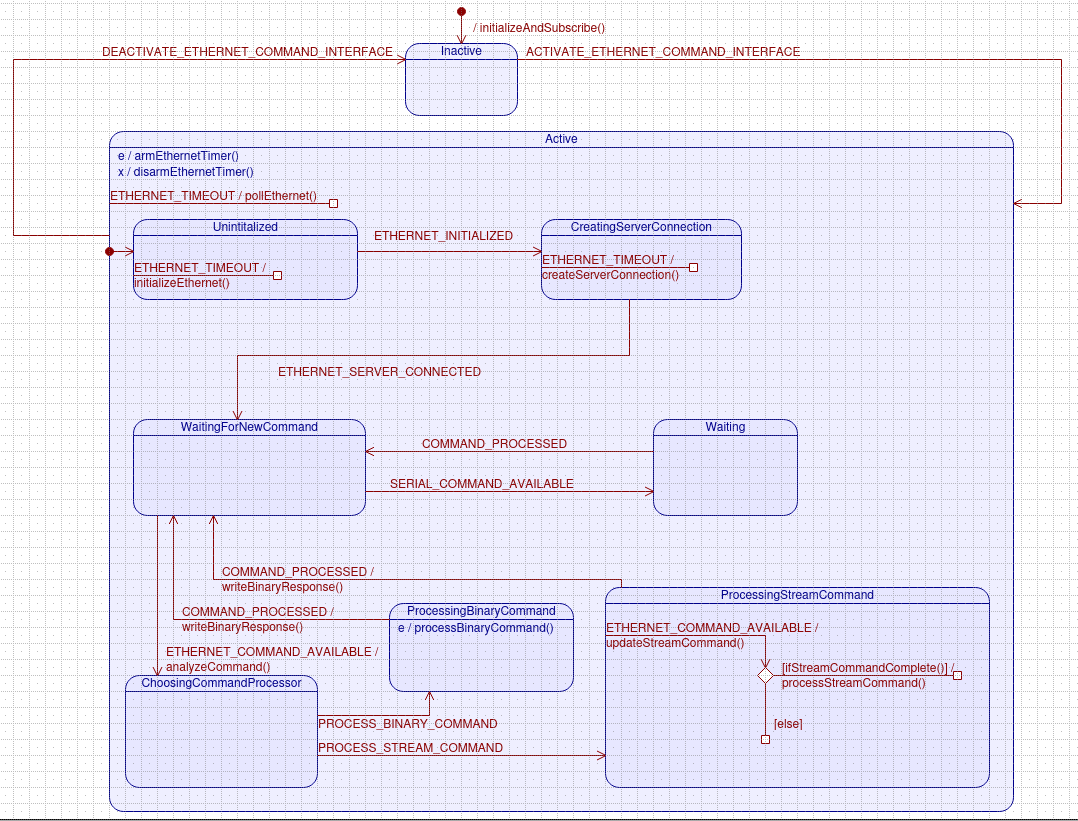 / initializeAndSubscribe()
DEACTIVATE_ETHERNET_COMMAND_INTERFACE
Inactive
ACTIVATE_ETHERNET_COMMAND_INTERFACE
Active
e / armEthernetTimer()
x / disarmEthernetTimer()
ETHERNET_TIMEOUT / pollEthernet()
Unintitalized
ETHERNET_TIMEOUT /
initializeEthernet()
ETHERNET_INITIALIZED
CreatingServerConnection
ETHERNET_TIMEOUT /
createServerConnection()
ETHERNET_SERVER_CONNECTED
WaitingForNewCommand
Waiting
COMMAND_PROCESSED
SERIAL_COMMAND_AVAILABLE
COMMAND_PROCESSED /
writeBinaryResponse()
COMMAND_PROCESSED /
writeBinaryResponse()
ETHERNET_COMMAND_AVAILABLE /
analyzeCommand()
ProcessingBinaryCommand
e / processBinaryCommand()
ProcessingStreamCommand
ETHERNET_COMMAND_AVAILABLE /
updateStreamCommand()
[ifStreamCommandComplete()] /
processStreamCommand()
[else]
ChoosingCommandProcessor
PROCESS_BINARY_COMMAND
PROCESS_STREAM_COMMAND